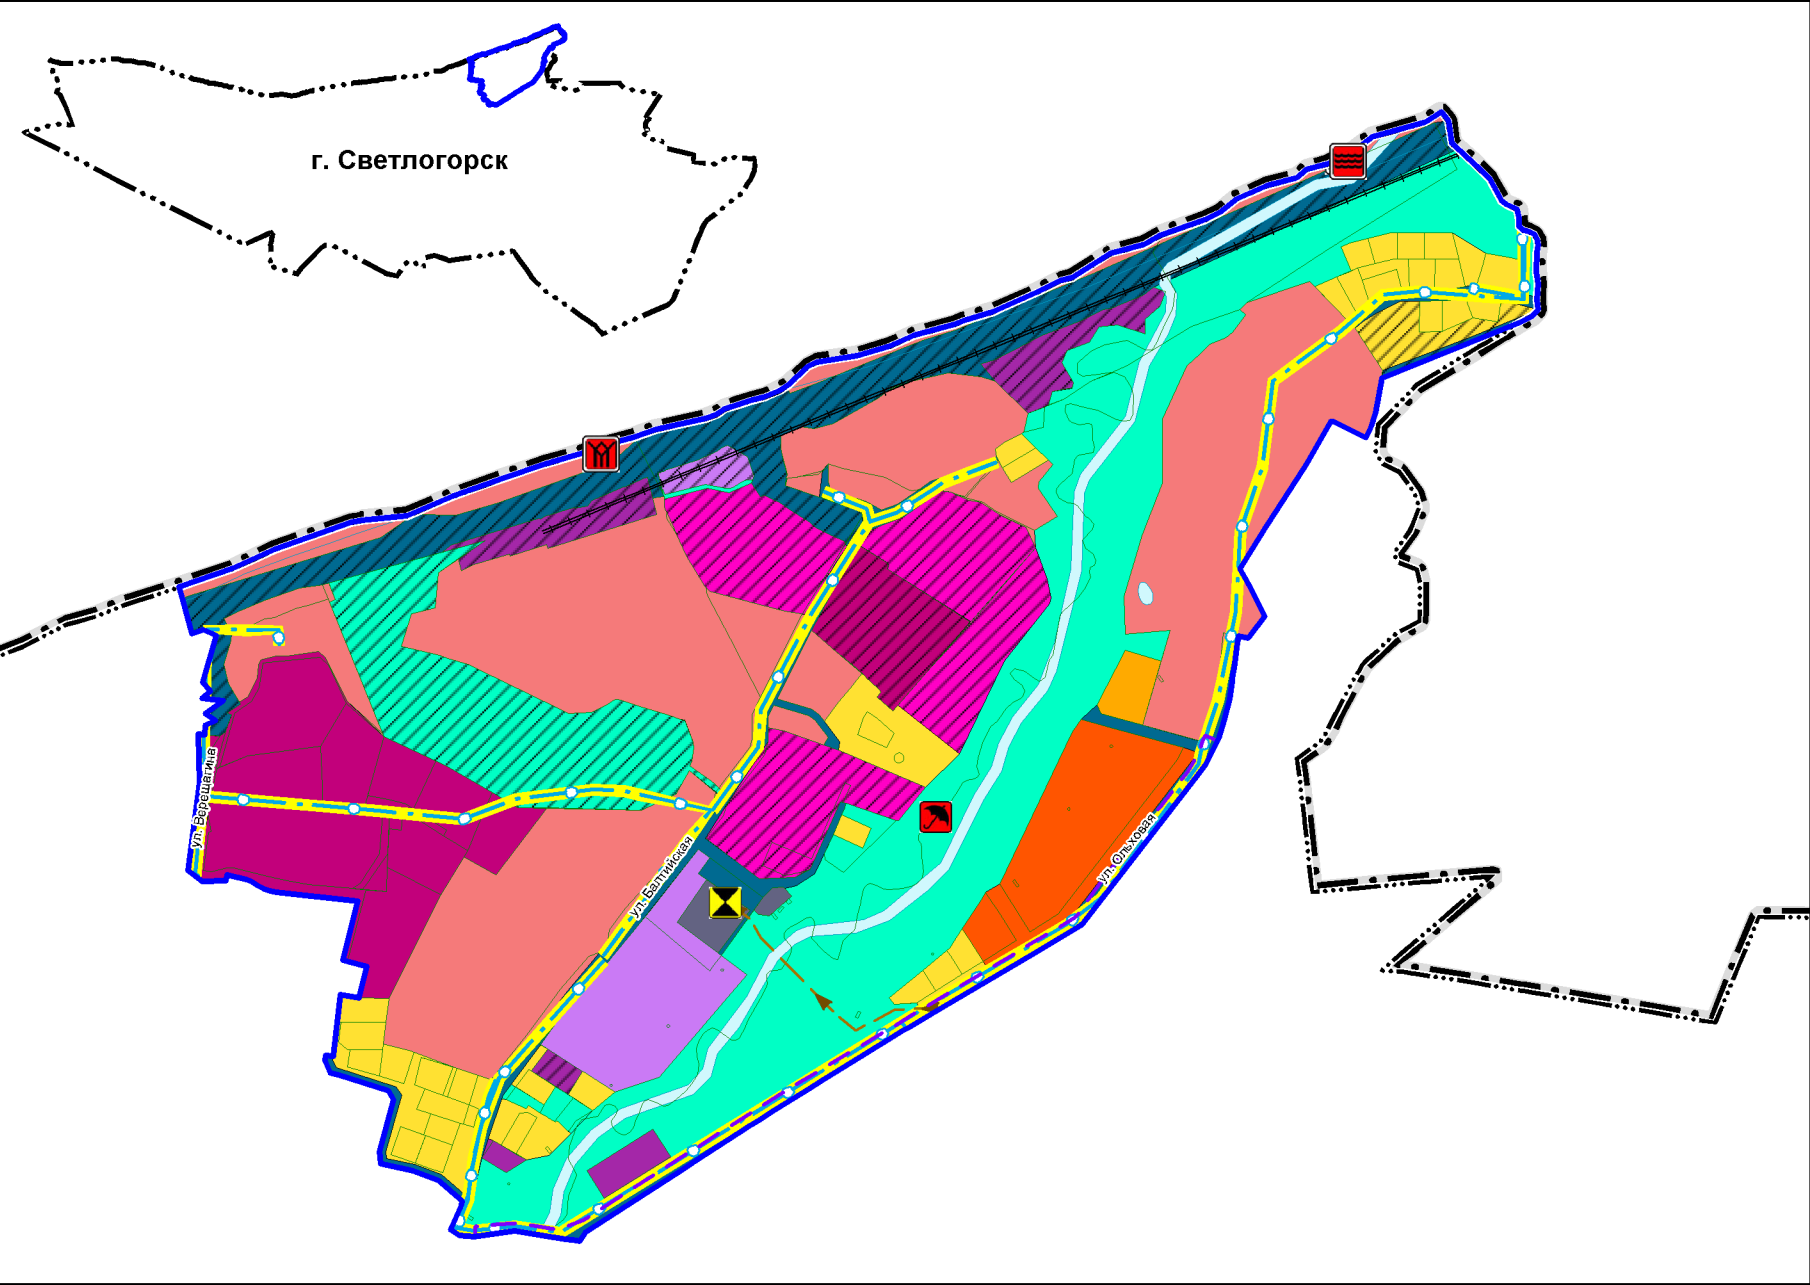 г. Светлогорск
ул. Верещагина
ул. Балтийская
ул. Ольховая